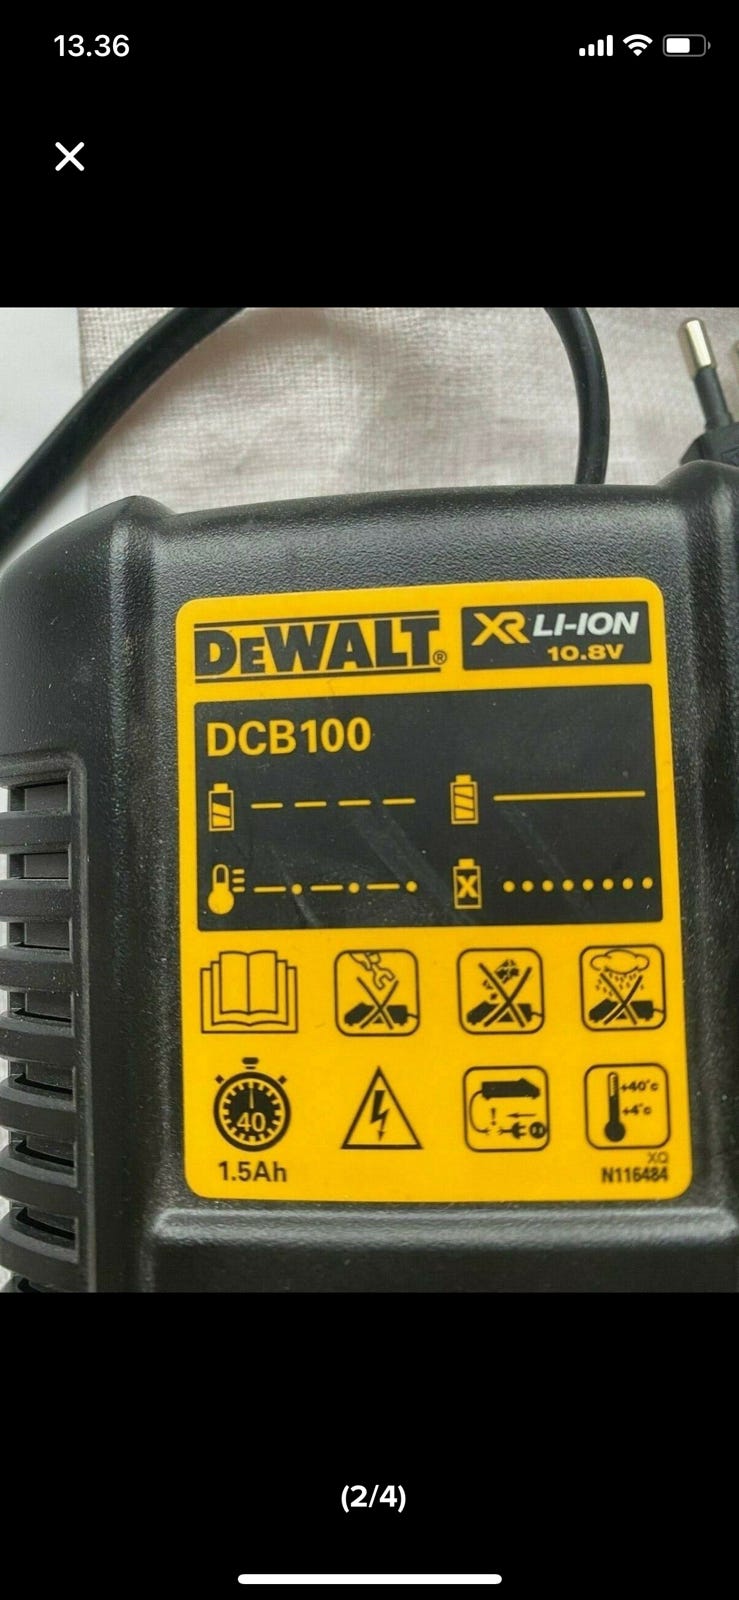 13.36
DEWALT®
XR LI-ION
10.8V
DCB100
40
+40°c
+4°c
1.5Ah
XQ
N116484
(2/4)